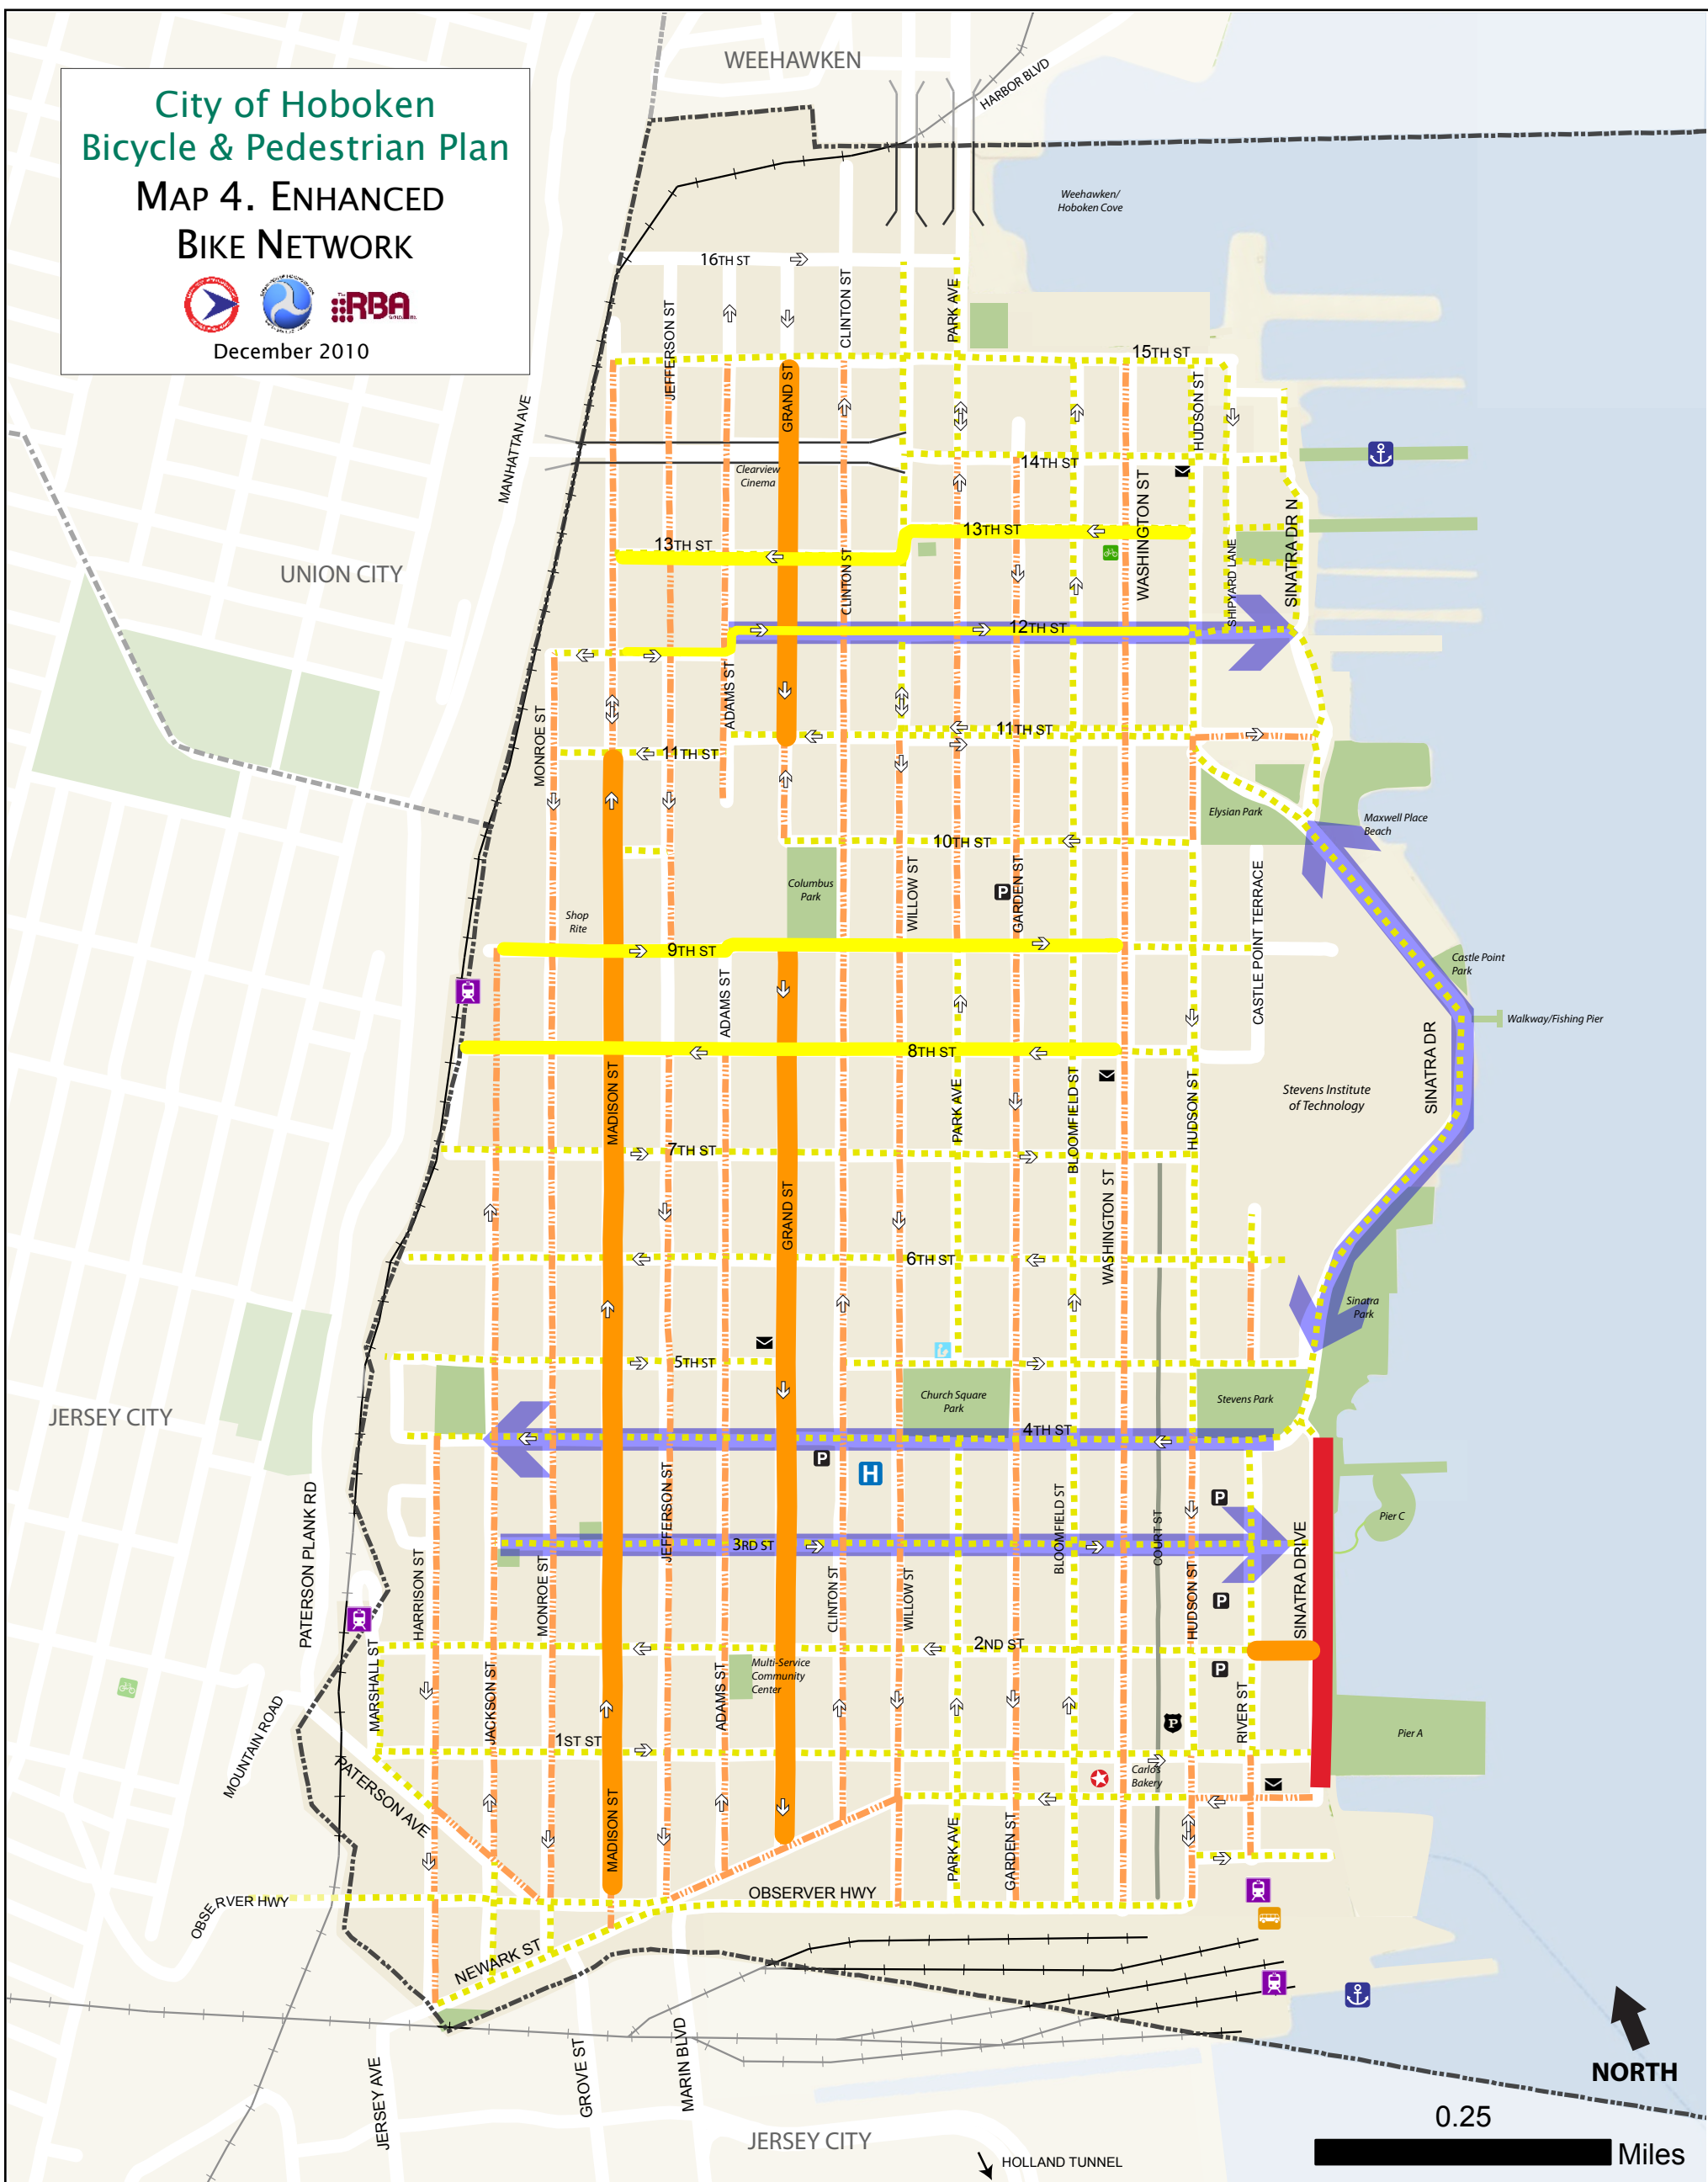 City of Hoboken
Bicycle & Pedestrian Plan
MAP 4. ENHANCED
BIKE NETWORK
RBA
December 2010
WEEHAWKEN
HARBOR BLVD
Weehawken/
Hoboken Cove
16TH ST
JEFFERSON ST
CLINTON ST
PARK AVE
15TH ST
GRAND ST
HUDSON ST
MANHATTAN AVE
Clearview
Cinema
14TH ST
WASHINGTON ST
SINATRA DR N
13TH ST
13TH ST
UNION CITY
CLINTON ST
SHIPYARD LANE
12TH ST
ADAMS ST
MONROE ST
11TH ST
11TH ST
Elysian Park
Maxwell Place
Beach
10TH ST
Columbus
Park
WILLOW ST
P
GARDEN ST
CASTLE POINT TERRACE
Shop
Rite
9TH ST
Castle Point
Park
ADAMS ST
Walkway/Fishing Pier
8TH ST
MADISON ST
PARK AVE
BLOOMFIELD ST
HUDSON ST
Stevens Institute
of Technology
SINATRA DR
7TH ST
GRAND ST
WASHINGTON ST
6TH ST
Sinatra
Park
5TH ST
Church Square
Park
Stevens Park
JERSEY CITY
4TH ST
P
H
PATERSON PLANK RD
JEFFERSON ST
BLOOMFIELD ST
COURT ST
P
Pier C
3RD ST
HARRISON ST
MONROE ST
CLINTON ST
WILLOW ST
HUDSON ST
P
SINATRA DRIVE
2ND ST
MARSHALL ST
JACKSON ST
ADAMS ST
Multi-Service
Community
Center
P
RIVER ST
MOUNTAIN ROAD
1ST ST
P
Pier A
PATERSON AVE
Carlos
Bakery
MADISON ST
PARK AVE
GARDEN ST
OBSERVER HWY
OBSERVER HWY
NEWARK ST
JERSEY AVE
GROVE ST
MARIN BLVD
NORTH
0.25
Miles
JERSEY CITY
HOLLAND TUNNEL